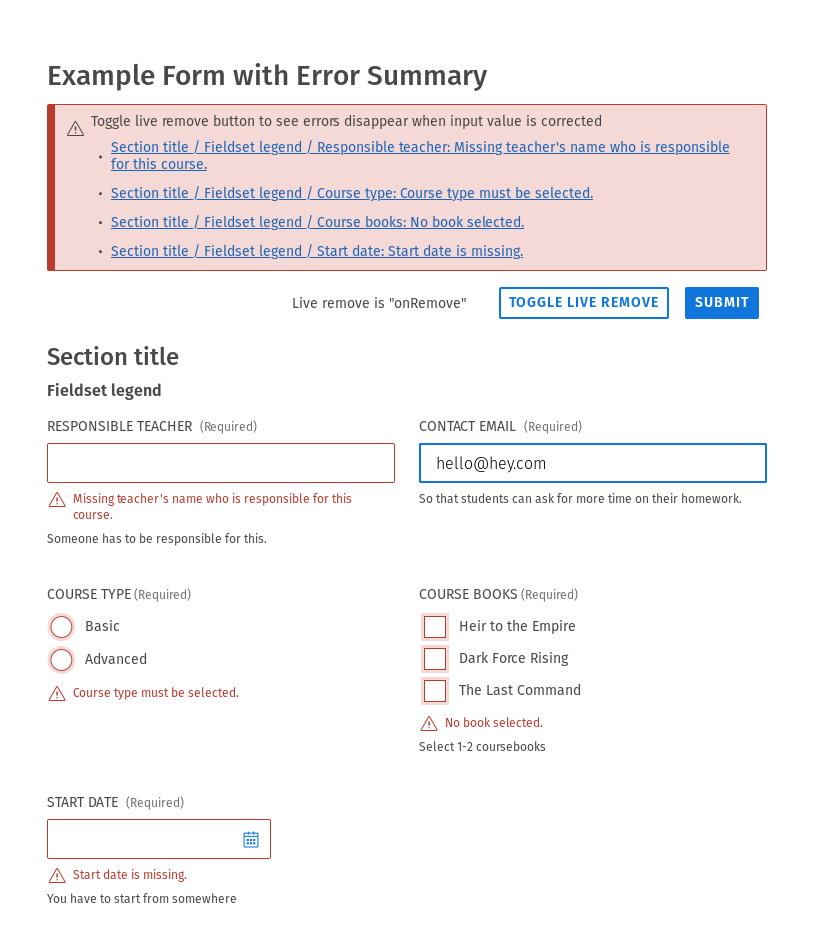 Example Form with Error Summary
Toggle live remove button to see errors disappear when input value is corrected
• Section title / Fieldset legend / Responsible teacher: Missing teacher's name who is responsible
for this course.
• Section title / Fieldset legend / Course type: Course type must be selected.
• Section title / Fieldset legend / Course books: No book selected.
• Section title / Fieldset legend / Start date: Start date is missing.
Live remove is "onRemove" TOGGLE LIVE REMOVE SUBMIT
Section title
Fieldset legend
RESPONSIBLE TEACHER (Required)
Missing teacher's name who is responsible for this
course.
Someone has to be responsible for this.
CONTACT EMAIL (Required)
hello@hey.com
So that students can ask for more time on their homework.
COURSE TYPE (Required)
Basic
Advanced
Course type must be selected.
COURSE BOOKS (Required)
Heir to the Empire
Dark Force Rising
The Last Command
No book selected.
Select 1-2 coursebooks
START DATE (Required)
Start date is missing.
You have to start from somewhere